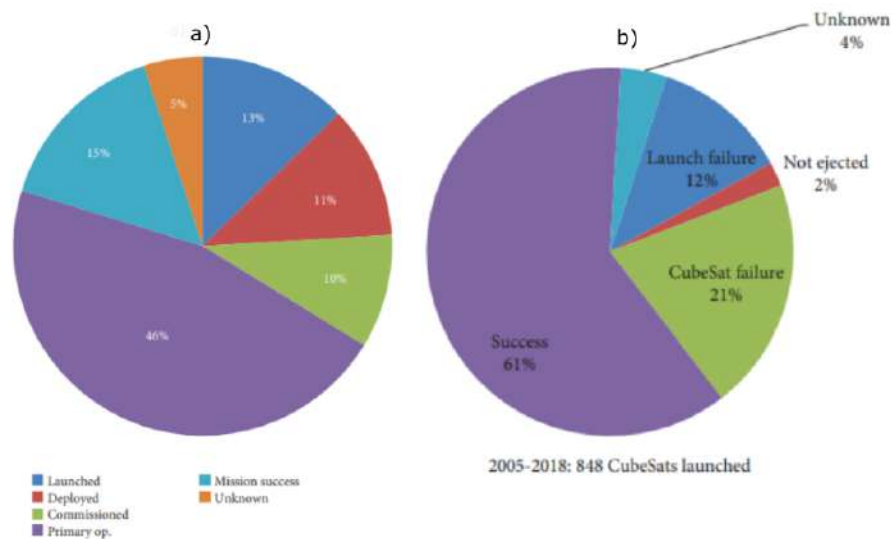 a)
5%
13%
15%
11%
10%
46%
Launched
Deployed
Commissioned
Primary op.
Mission success
Unknown
b)
Unknown
4%
Launch failure
12%
Not ejected
2%
CubeSat failure
21%
Success
61%
2005-2018: 848 CubeSats launched